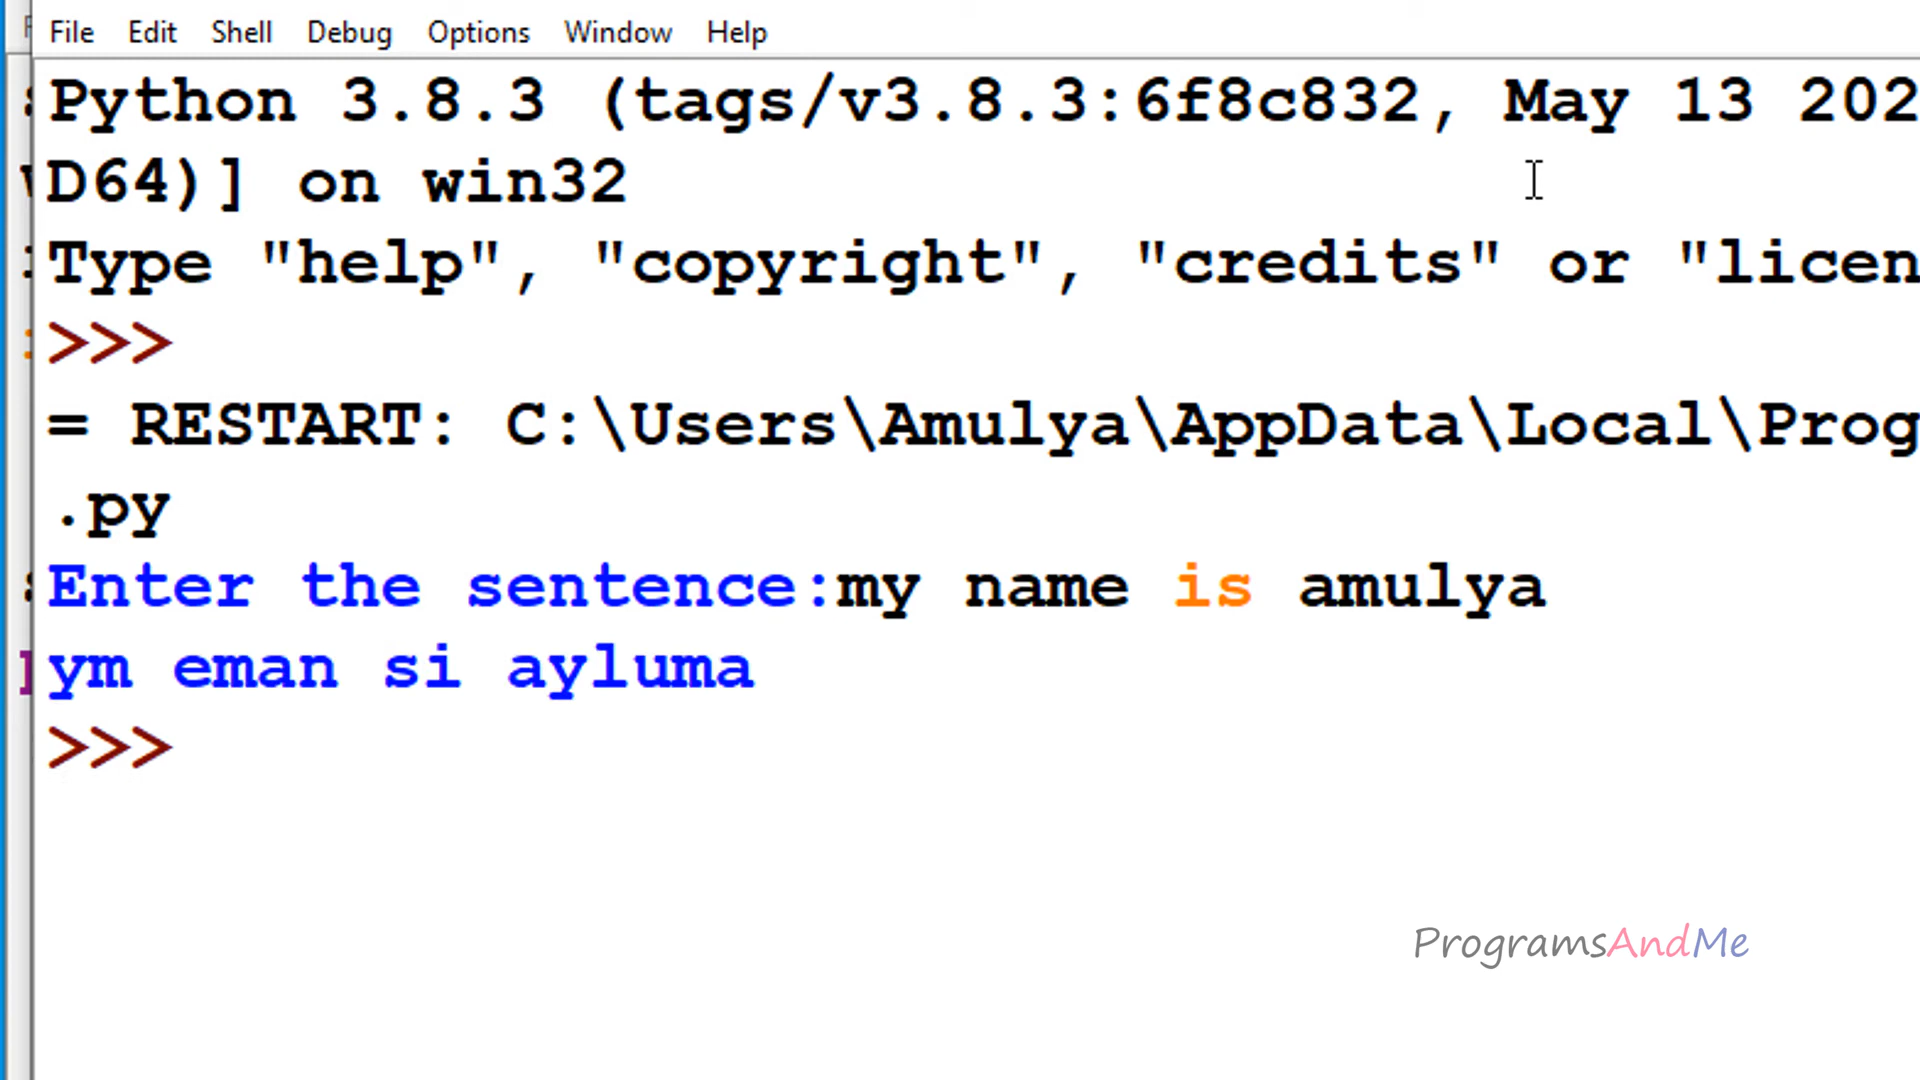 File Edit Shell Debug Options Window Help
Python 3.8.3 (tags/v3.8.3:6f8c832, May 13 202
D64)] on win32
Type "help", "copyright", "credits" or "licen
>>>
= RESTART: C:\Users\Amulya\AppData\Local\Prog
.py
Enter the sentence:my name is amulya
ym eman si ayluma
>>>
ProgramsAndMe